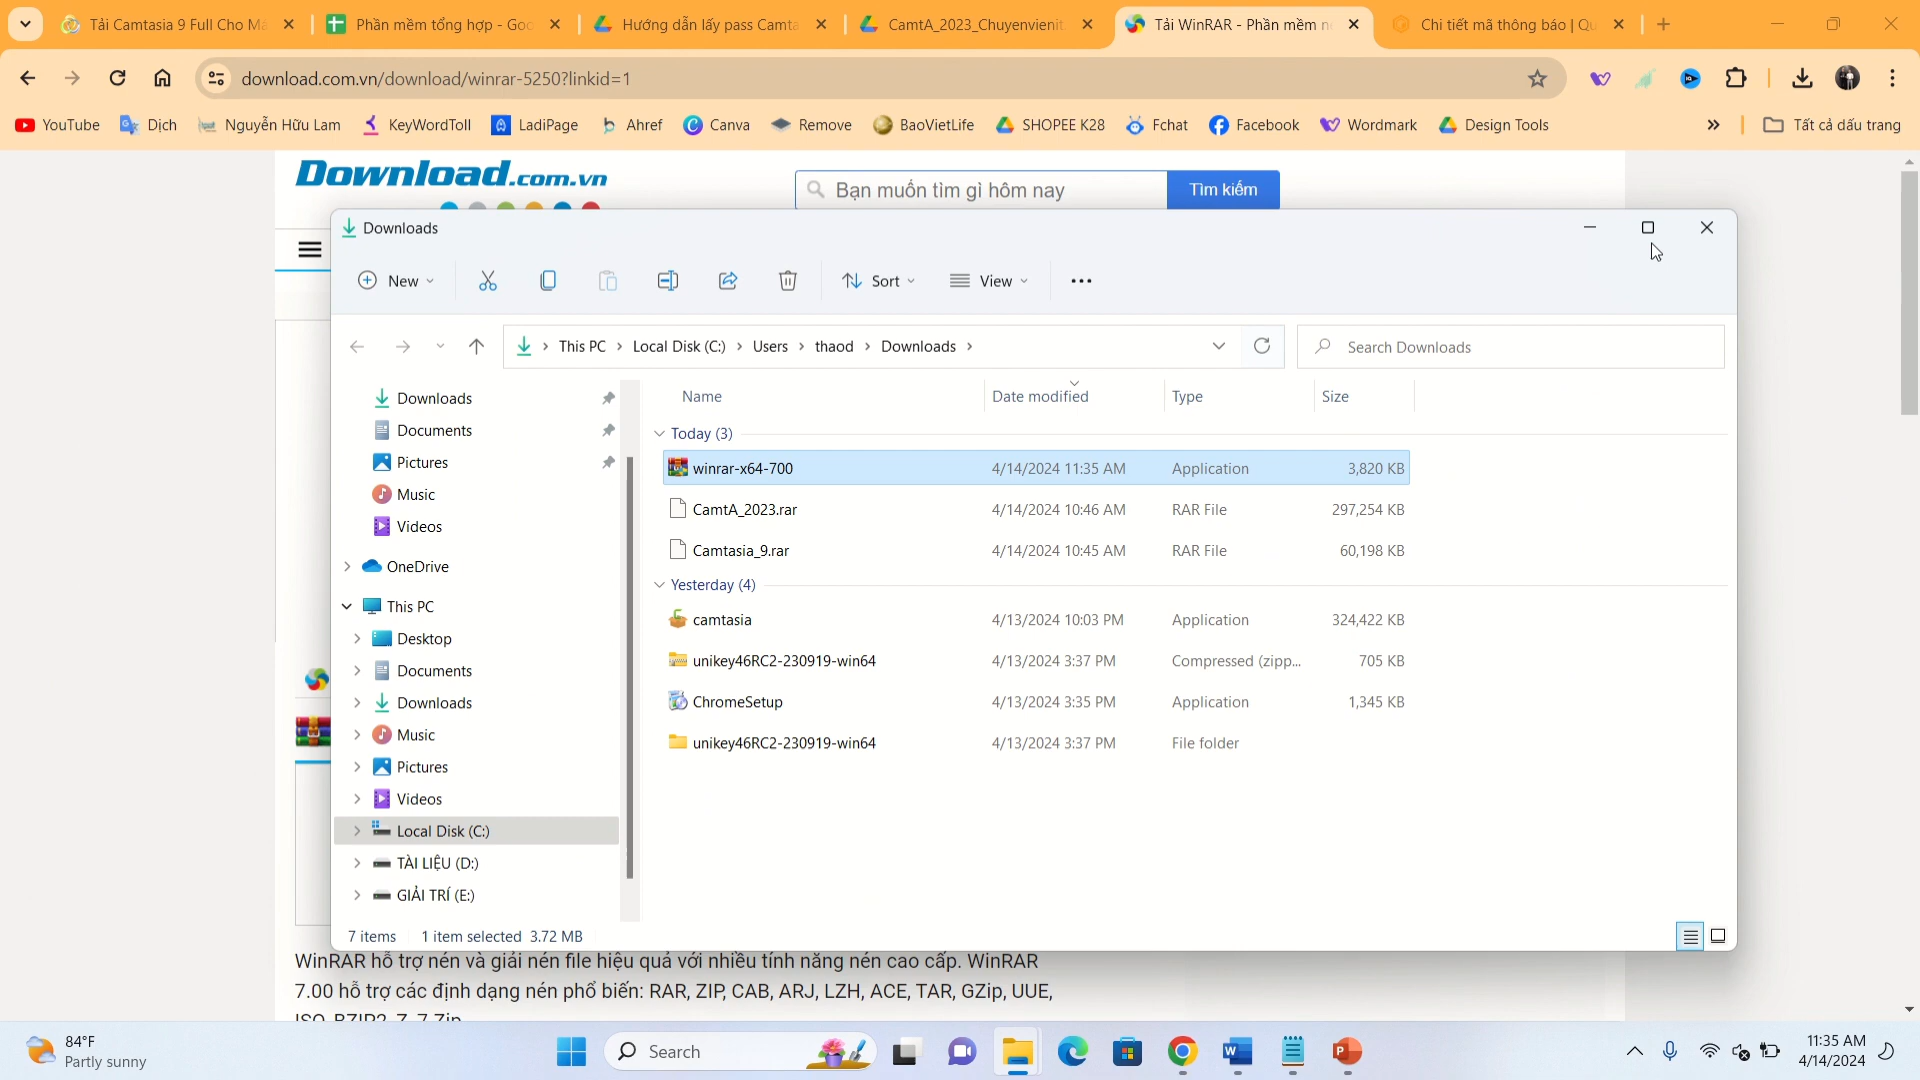 Tải Camtasia 9 Full Cho Má
Phần mềm tổng hợp - Goo
Hướng dẫn lấy pass Camta
CamtA_2023_Chuyenvienit
Tải WinRAR - Phần mềm né
Chi tiết mã thông báo | Qu
download.com.vn/download/winrar-5250?linkid=1
YouTube
Dịch
Nguyễn Hữu Lam
KeyWordToll
LadiPage
Ahref
Canva
Remove
BaoVietLife
SHOPEE K28
Fchat
Facebook
Wordmark
Design Tools
Tất cả dấu trang
Download.com.vn
Bạn muốn tìm gì hôm nay
Tìm kiếm
Downloads
New
Sort
View
This PC > Local Disk (C:) > Users > thaod > Downloads >
Search Downloads
Downloads
Documents
Pictures
Music
Videos
OneDrive
This PC
Desktop
Documents
Downloads
Music
Pictures
Videos
Local Disk (C:)
TÀI LIỆU (D:)
GIẢI TRÍ (E:)
Name Date modified Type Size
Today (3)
winrar-x64-700 4/14/2024 11:35 AM Application 3,820 KB
CamtA_2023.rar 4/14/2024 10:46 AM RAR File 297,254 KB
Camtasia_9.rar 4/14/2024 10:45 AM RAR File 60,198 KB
Yesterday (4)
camtasia 4/13/2024 10:03 PM Application 324,422 KB
unikey46RC2-230919-win64 4/13/2024 3:37 PM Compressed (zipp... 705 KB
ChromeSetup 4/13/2024 3:35 PM Application 1,345 KB
unikey46RC2-230919-win64 4/13/2024 3:37 PM File folder
7 items 1 item selected 3.72 MB
WinRAR hỗ trợ nén và giải nén file hiệu quả với nhiều tính năng nén cao cấp. WinRAR
7.00 hỗ trợ các định dạng nén phổ biến: RAR, ZIP, CAB, ARJ, LZH, ACE, TAR, GZip, UUE,
ISO, BZIP2, Z, 7-Zip
84°F
Partly sunny
Search
11:35 AM
4/14/2024